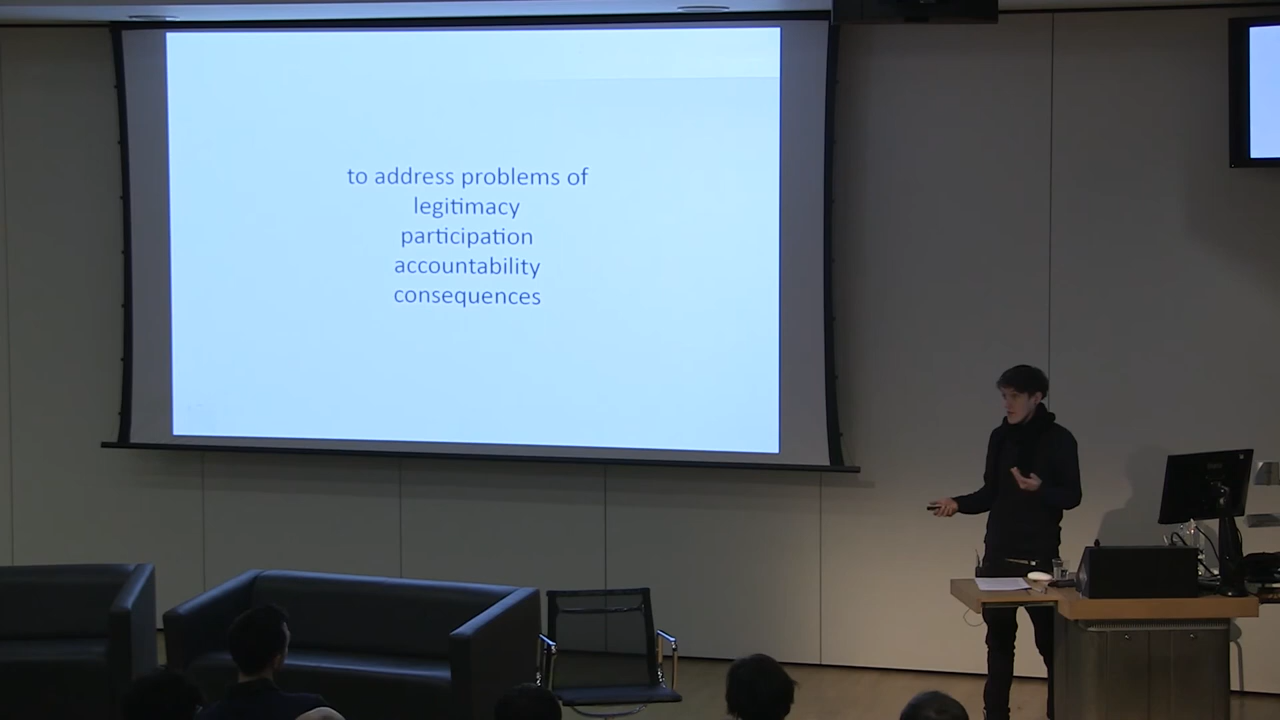 to address problems of
legitimacy
participation
accountability
consequences